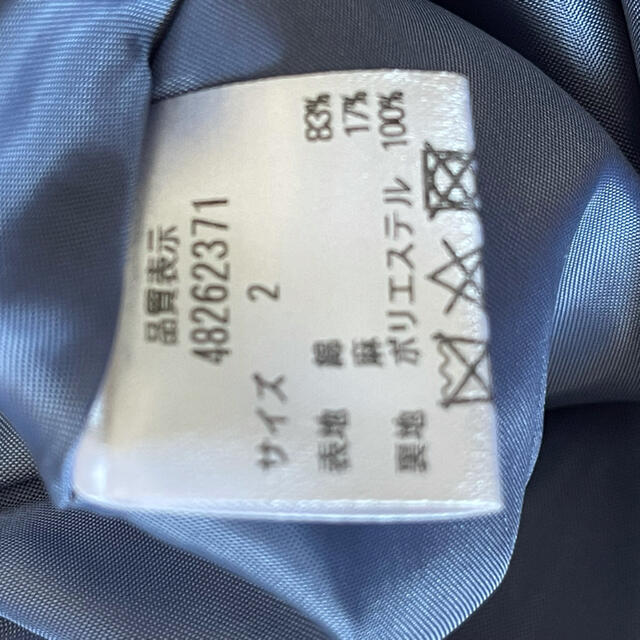 品質表示
48262371
サイズ 2
表地 綿 83%
麻 17%
裏地 ポリエステル 100%